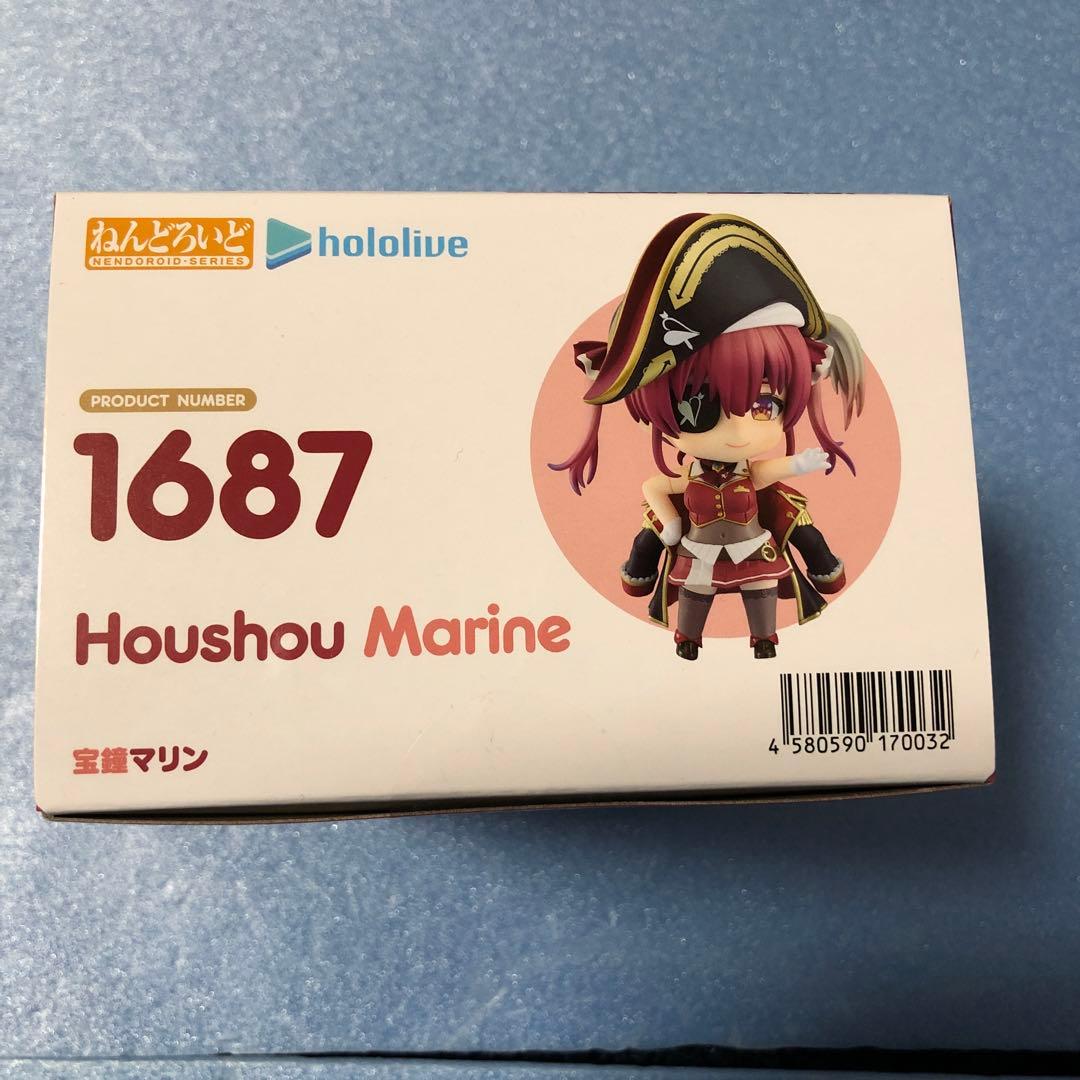 ねんどろいど
NENDOROID・SERIES
hololive
PRODUCT NUMBER
1687
Houshou Marine
宝鐘マリン
4 580590 170032